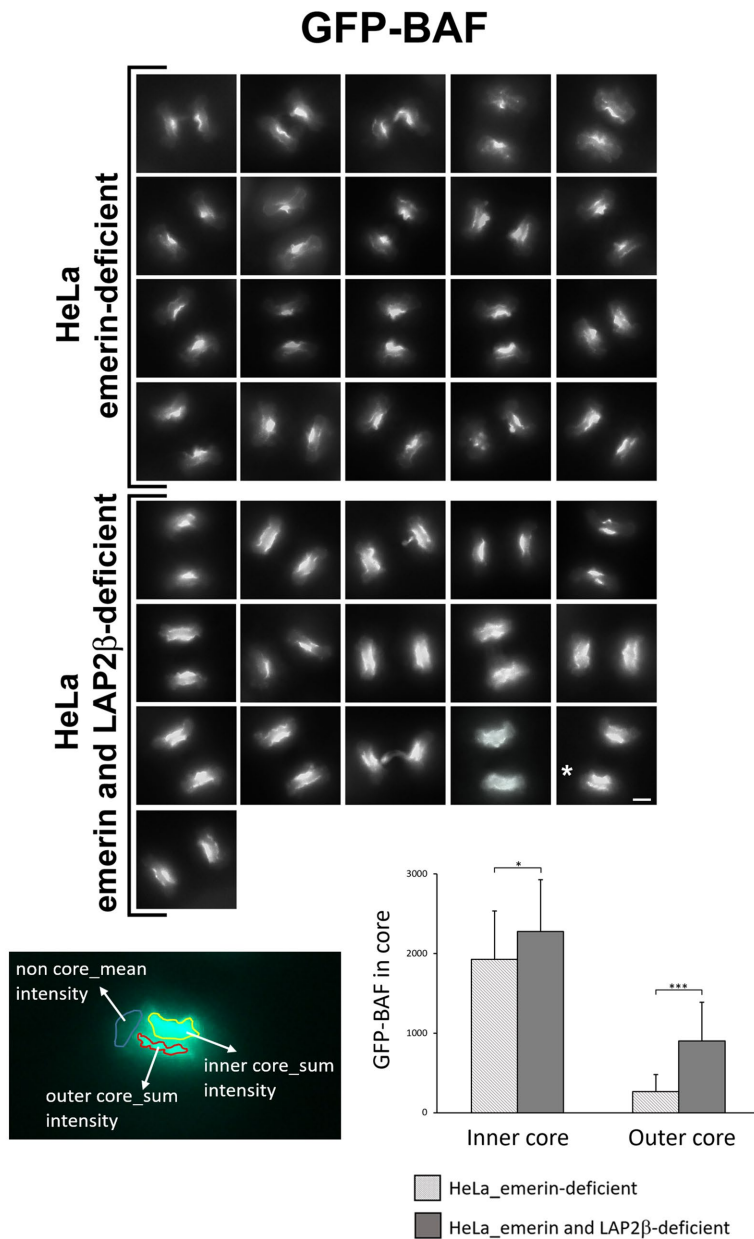 GFP-BAF
HeLa
emerin-deficient
HeLa
emerin and LAP2β-deficient
*
non core_mean
intensity
inner core_sum
intensity
outer core_sum
intensity
GFP-BAF in core
3000
2000
1000
0
*
***
Inner core
Outer core
HeLa_emerin-deficient
HeLa_emerin and LAP2β-deficient